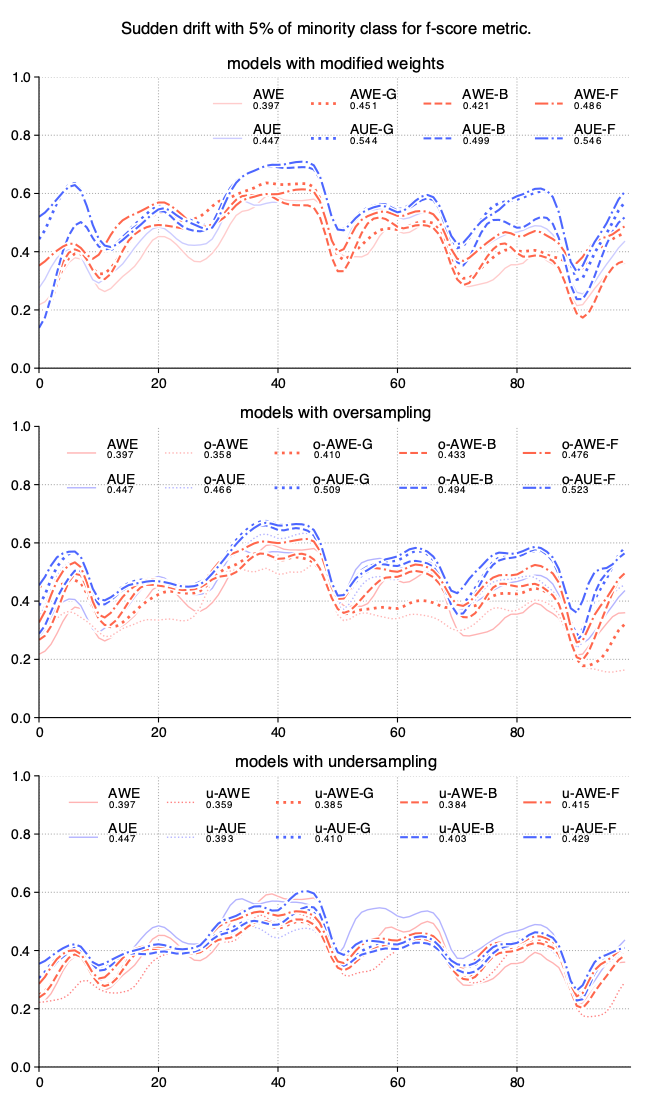 Sudden drift with 5% of minority class for f-score metric.
models with modified weights
1.0
AWE AWE-G AWE-B AWE-F
0.397 0.451 0.421 0.486
0.8
AUE AUE-G AUE-B AUE-F
0.447 0.544 0.499 0.546
0.6
0.4
0.2
0.0
0 20 40 60 80
models with oversampling
1.0
AWE o-AWE o-AWE-G o-AWE-B o-AWE-F
0.397 0.358 0.410 0.433 0.476
0.8
AUE o-AUE o-AUE-G o-AUE-B o-AUE-F
0.447 0.466 0.509 0.494 0.523
0.6
0.4
0.2
0.0
0 20 40 60 80
models with undersampling
1.0
AWE u-AWE u-AWE-G u-AWE-B u-AWE-F
0.397 0.359 0.385 0.384 0.415
0.8
AUE u-AUE u-AUE-G u-AUE-B u-AUE-F
0.447 0.393 0.410 0.403 0.429
0.6
0.4
0.2
0.0
0 20 40 60 80